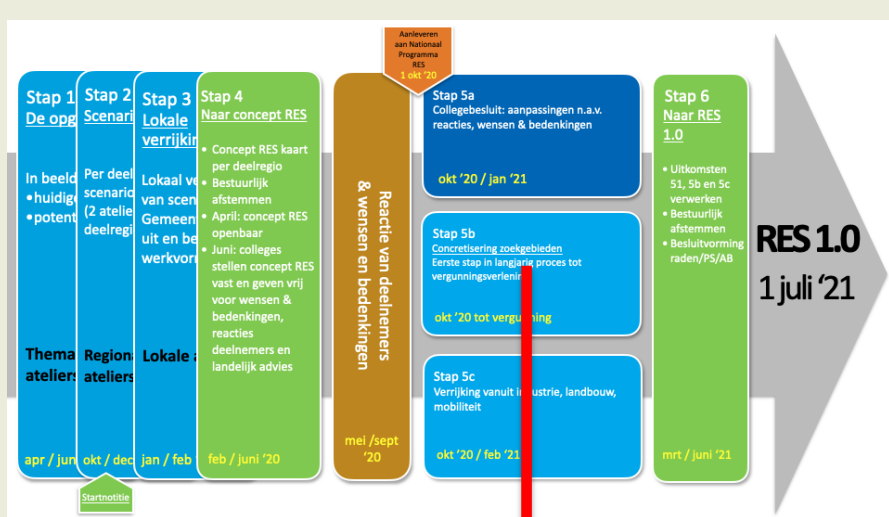 Aanleveren
aan Nationaal
Programma
RES
1 okt ‘20
Stap 1
De opg
In beeld
•huidig
•potent
Thema
ateliers
apr / jun
Stap 2
Scenari
Per deel
scenario
(2 atelie
deelregi
Region
ateliers
okt / dec
Startnotitie
Stap 3
Lokale
verrijkin
Lokaal ve
van scen
Gemeen
uit en be
werkvor
Lokale a
jan / feb
Stap 4
Naar concept RES
• Concept RES kaart
per deelregio
• Bestuurlijk
afstemmen
• April: concept RES
openbaar
• Juni: colleges
stellen concept RES
vast en geven vrij
voor wensen &
bedenkingen,
reacties
deelnemers en
landelijk advies
feb / juni ‘20
Reactie van deelnemers
& wensen en bedenkingen
mei /sept
‘20
Stap 5a
Collegebesluit: aanpassingen n.a.v.
reacties, wensen & bedenkingen
okt ‘20 / jan ‘21
Stap 5b
Concretisering zoekgebieden
Eerste stap in langjarig proces tot
vergunningsverlenin
okt ‘20 tot vergunning
Stap 5c
Verrijking vanuit industrie, landbouw,
mobiliteit
okt ‘20 / feb ‘21
Stap 6
Naar RES
1.0
• Uitkomsten
51, 5b en 5c
verwerken
• Bestuurlijk
afstemmen
• Besluitvorming
raden/PS/AB
mrt / juni ‘21
RES 1.0
1 juli ‘21